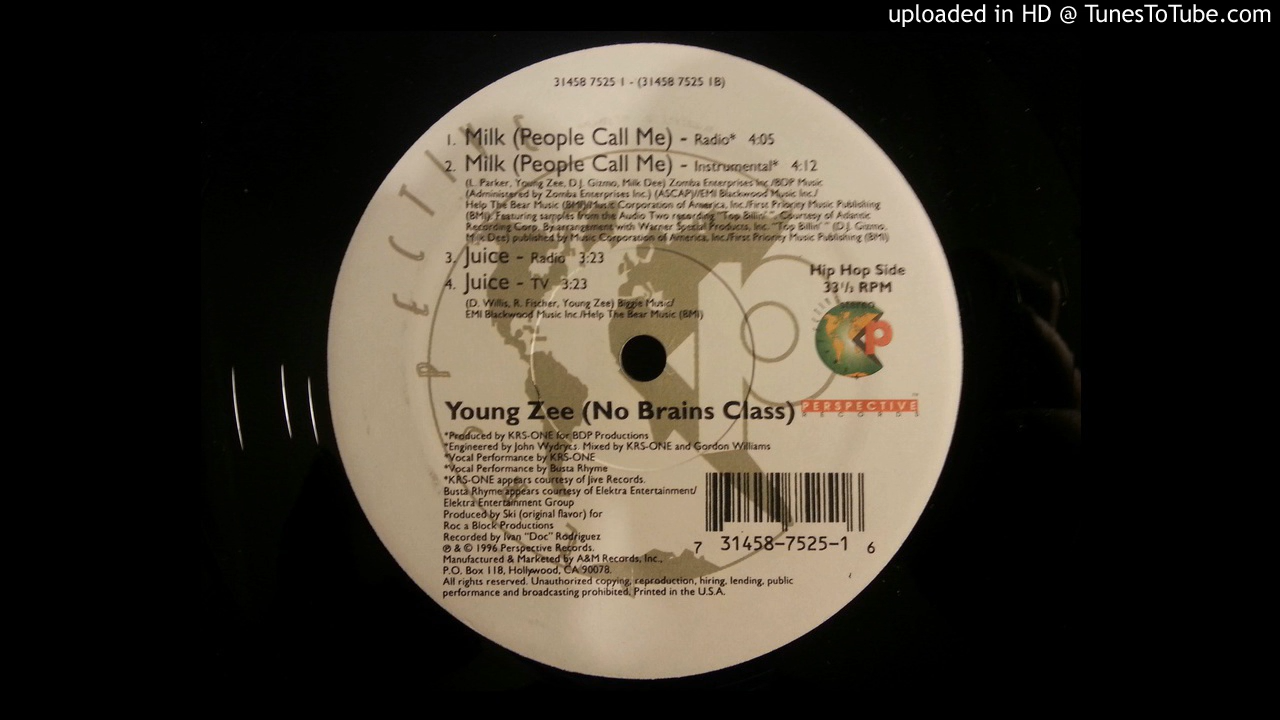 uploaded in HD @ TunesToTube.com
31458 7525 1 - (31458 7525 1B)
1. Milk (People Call Me) - Radio* 4:05
2. Milk (People Call Me) - Instrumental* 4:12
(L. Parker, Young Zee, D.J. Gizmo, Milk Dee) Zomba Enterprises Inc./BDP Music
(Administered by Zomba Enterprises Inc.) (ASCAP)/EMI Blackwood Music Inc./
Help The Bear Music (BMI)/Music Corporation of America, Inc./First Priority Music Publishing
(BMI). Featuring samples from the Audio Two recording "Top Billin'". Courtesy of Atlantic
Recording Corp. By arrangement with Warner Special Products, Inc. "Top Billin'" (D.J. Gizmo,
Milk Dee) published by Music Corporation of America, Inc./First Priority Music Publishing (BMI)
3. Juice - Radio 3:23
4. Juice - TV 3:23
(D. Willis, R. Fischer, Young Zee) Biggie Music/
EMI Blackwood Music Inc./Help The Bear Music (BMI)
Hip Hop Side
33 1/3 RPM
STEREO
P
PERSPECTIVE
RECORDS
Young Zee (No Brains Class)
*Produced by KRS-ONE for BDP Productions
*Engineered by John Wydrycs. Mixed by KRS-ONE and Gordon Williams
*Vocal Performance by KRS-ONE
*Vocal Performance by Busta Rhyme
*KRS-ONE appears courtesy of Jive Records.
Busta Rhyme appears courtesy of Elektra Entertainment/
Elektra Entertainment Group
Produced by Ski (original flavor) for
Roc a Block Productions
Recorded by Ivan "Doc" Rodriguez
℗ & © 1996 Perspective Records.
Manufactured & Marketed by A&M Records, Inc.,
P.O. Box 118, Hollywood, CA 90078.
All rights reserved. Unauthorized copying, reproduction, hiring, lending, public
performance and broadcasting prohibited. Printed in the U.S.A.
7 31458-7525-1 6